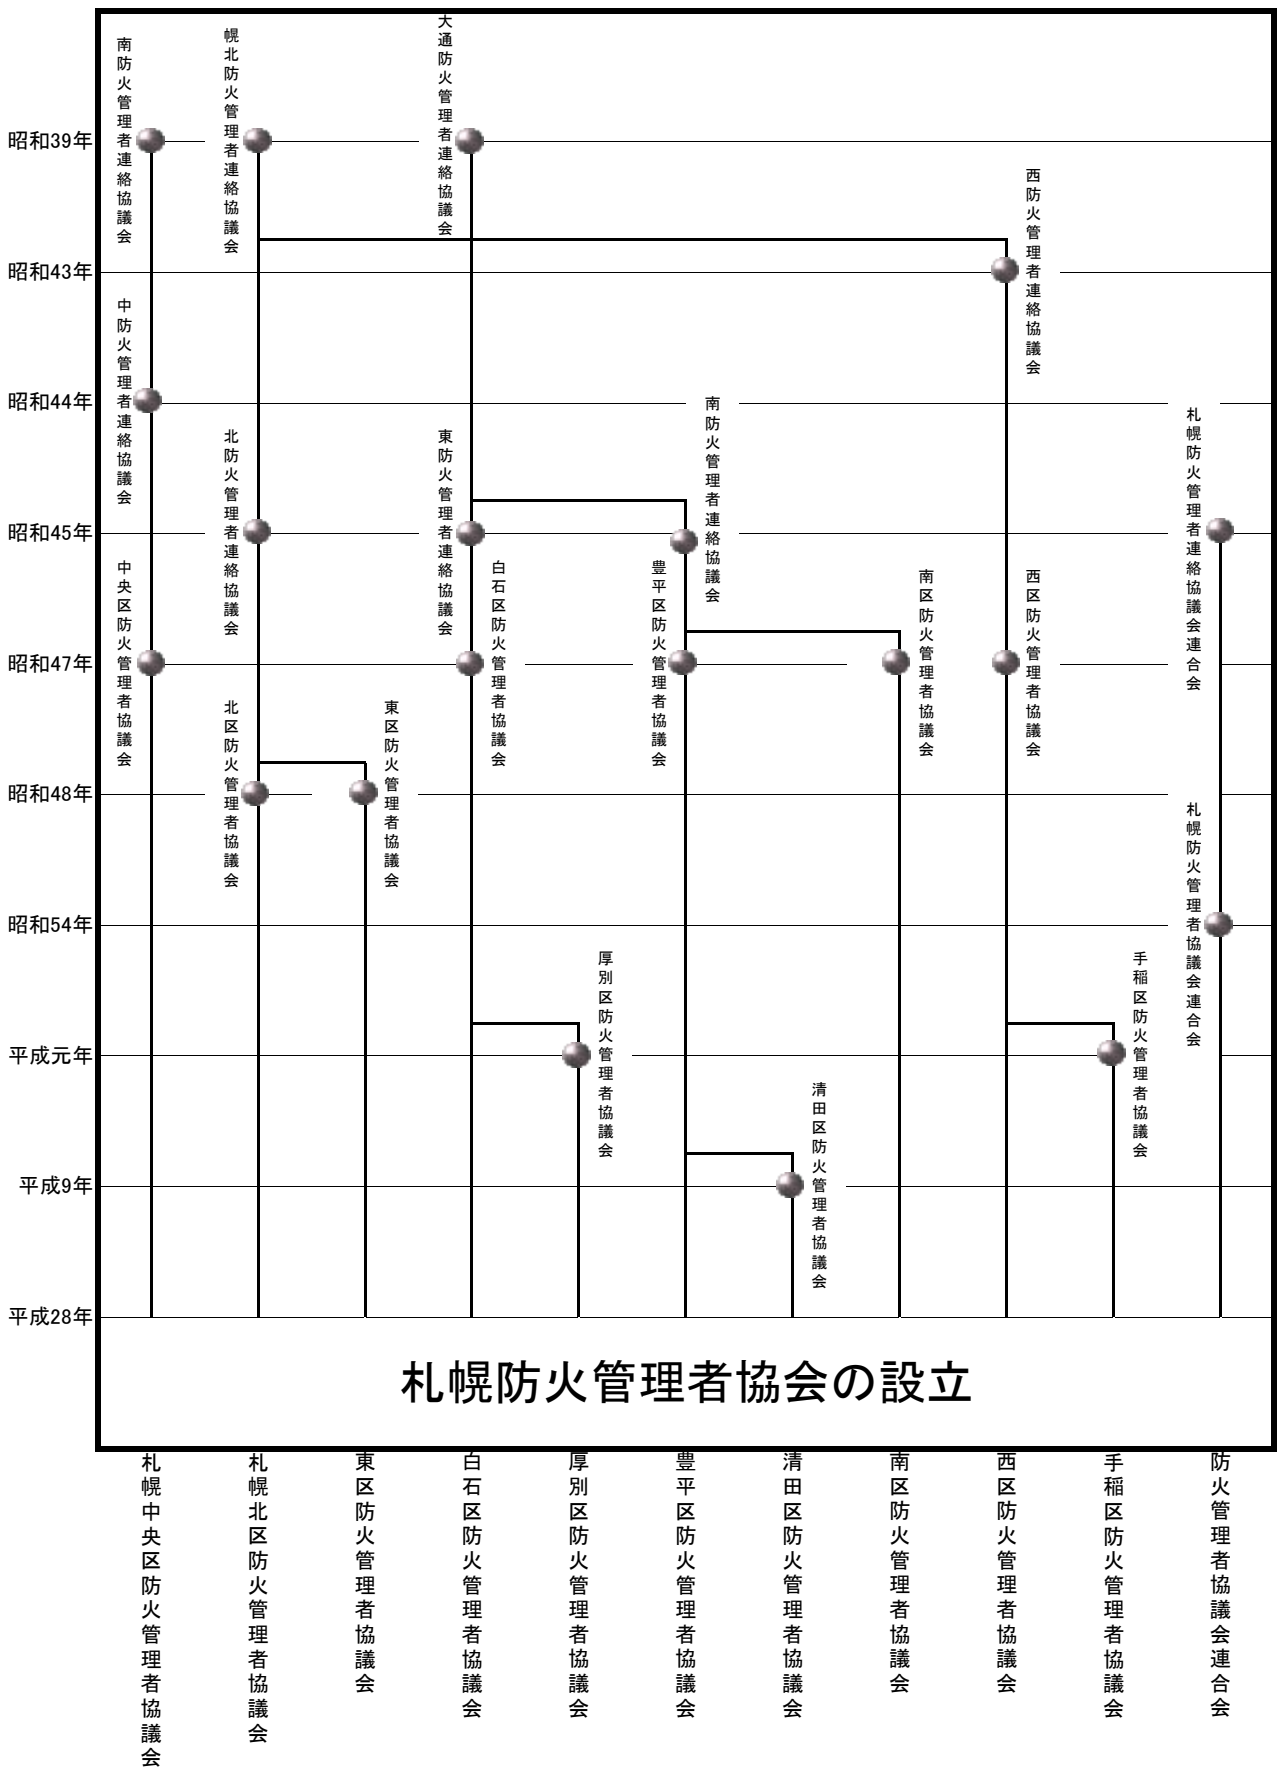 大通防火管理者連絡協議会
幌北防火管理者連絡協議会
南防火管理者連絡協議会
昭和39年
西防火管理者連絡協議会
昭和43年
中防火管理者連絡協議会
昭和44年
南防火管理者連絡協議会
札幌防火管理者連絡協議会連合会
北防火管理者連絡協議会
東防火管理者連絡協議会
昭和45年
中央区防火管理者協議会
白石区防火管理者協議会
豊平区防火管理者協議会
南区防火管理者協議会
西区防火管理者協議会
昭和47年
北区防火管理者協議会
東区防火管理者協議会
昭和48年
札幌防火管理者協議会連合会
昭和54年
厚別区防火管理者協議会
手稲区防火管理者協議会
平成元年
清田区防火管理者協議会
平成9年
平成28年
札幌防火管理者協会の設立
札幌中央区防火管理者協議会
札幌北区防火管理者協議会
東区防火管理者協議会
白石区防火管理者協議会
厚別区防火管理者協議会
豊平区防火管理者協議会
清田区防火管理者協議会
南区防火管理者協議会
西区防火管理者協議会
手稲区防火管理者協議会
防火管理者協議会連合会